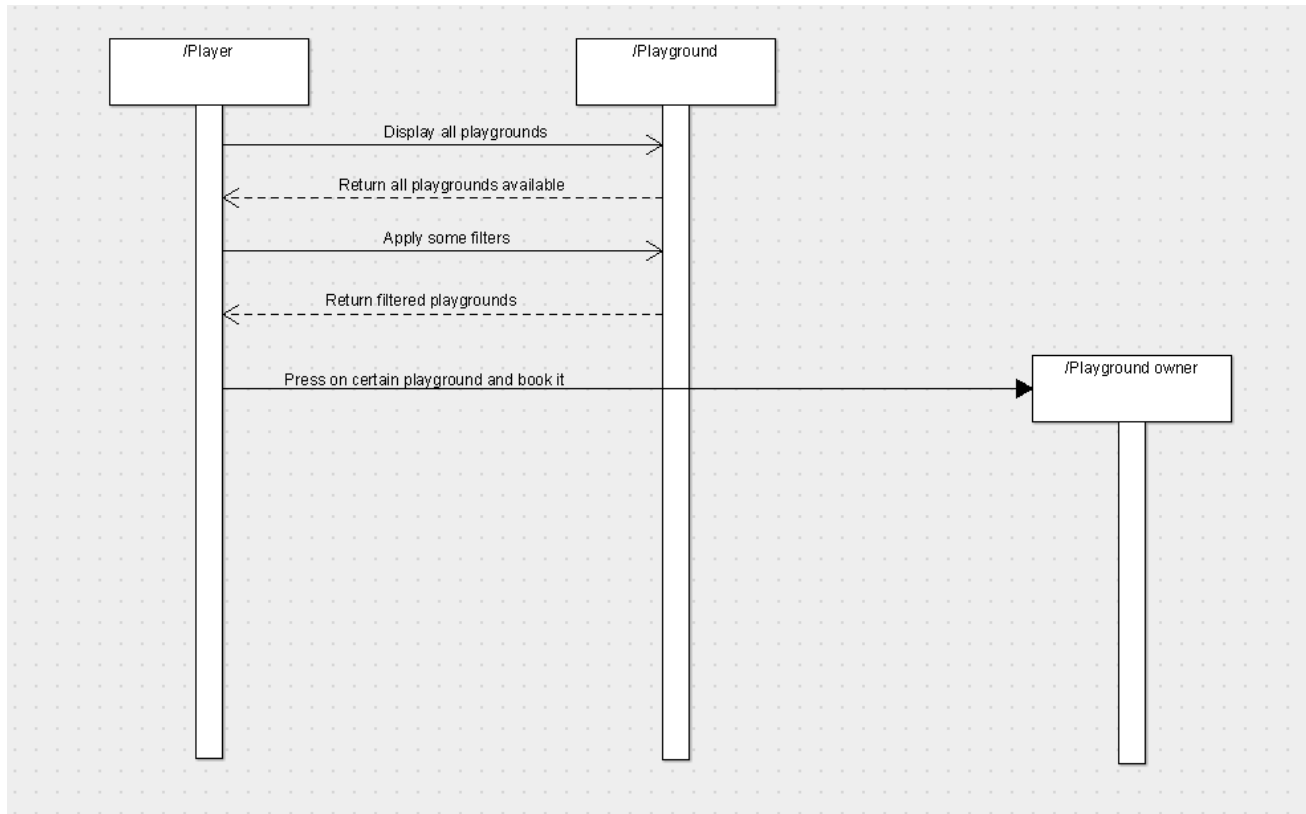 /Player
/Playground
Display all playgrounds
Return all playgrounds available
Apply some filters
Return filtered playgrounds
/Playground owner
Press on certain playground and book it